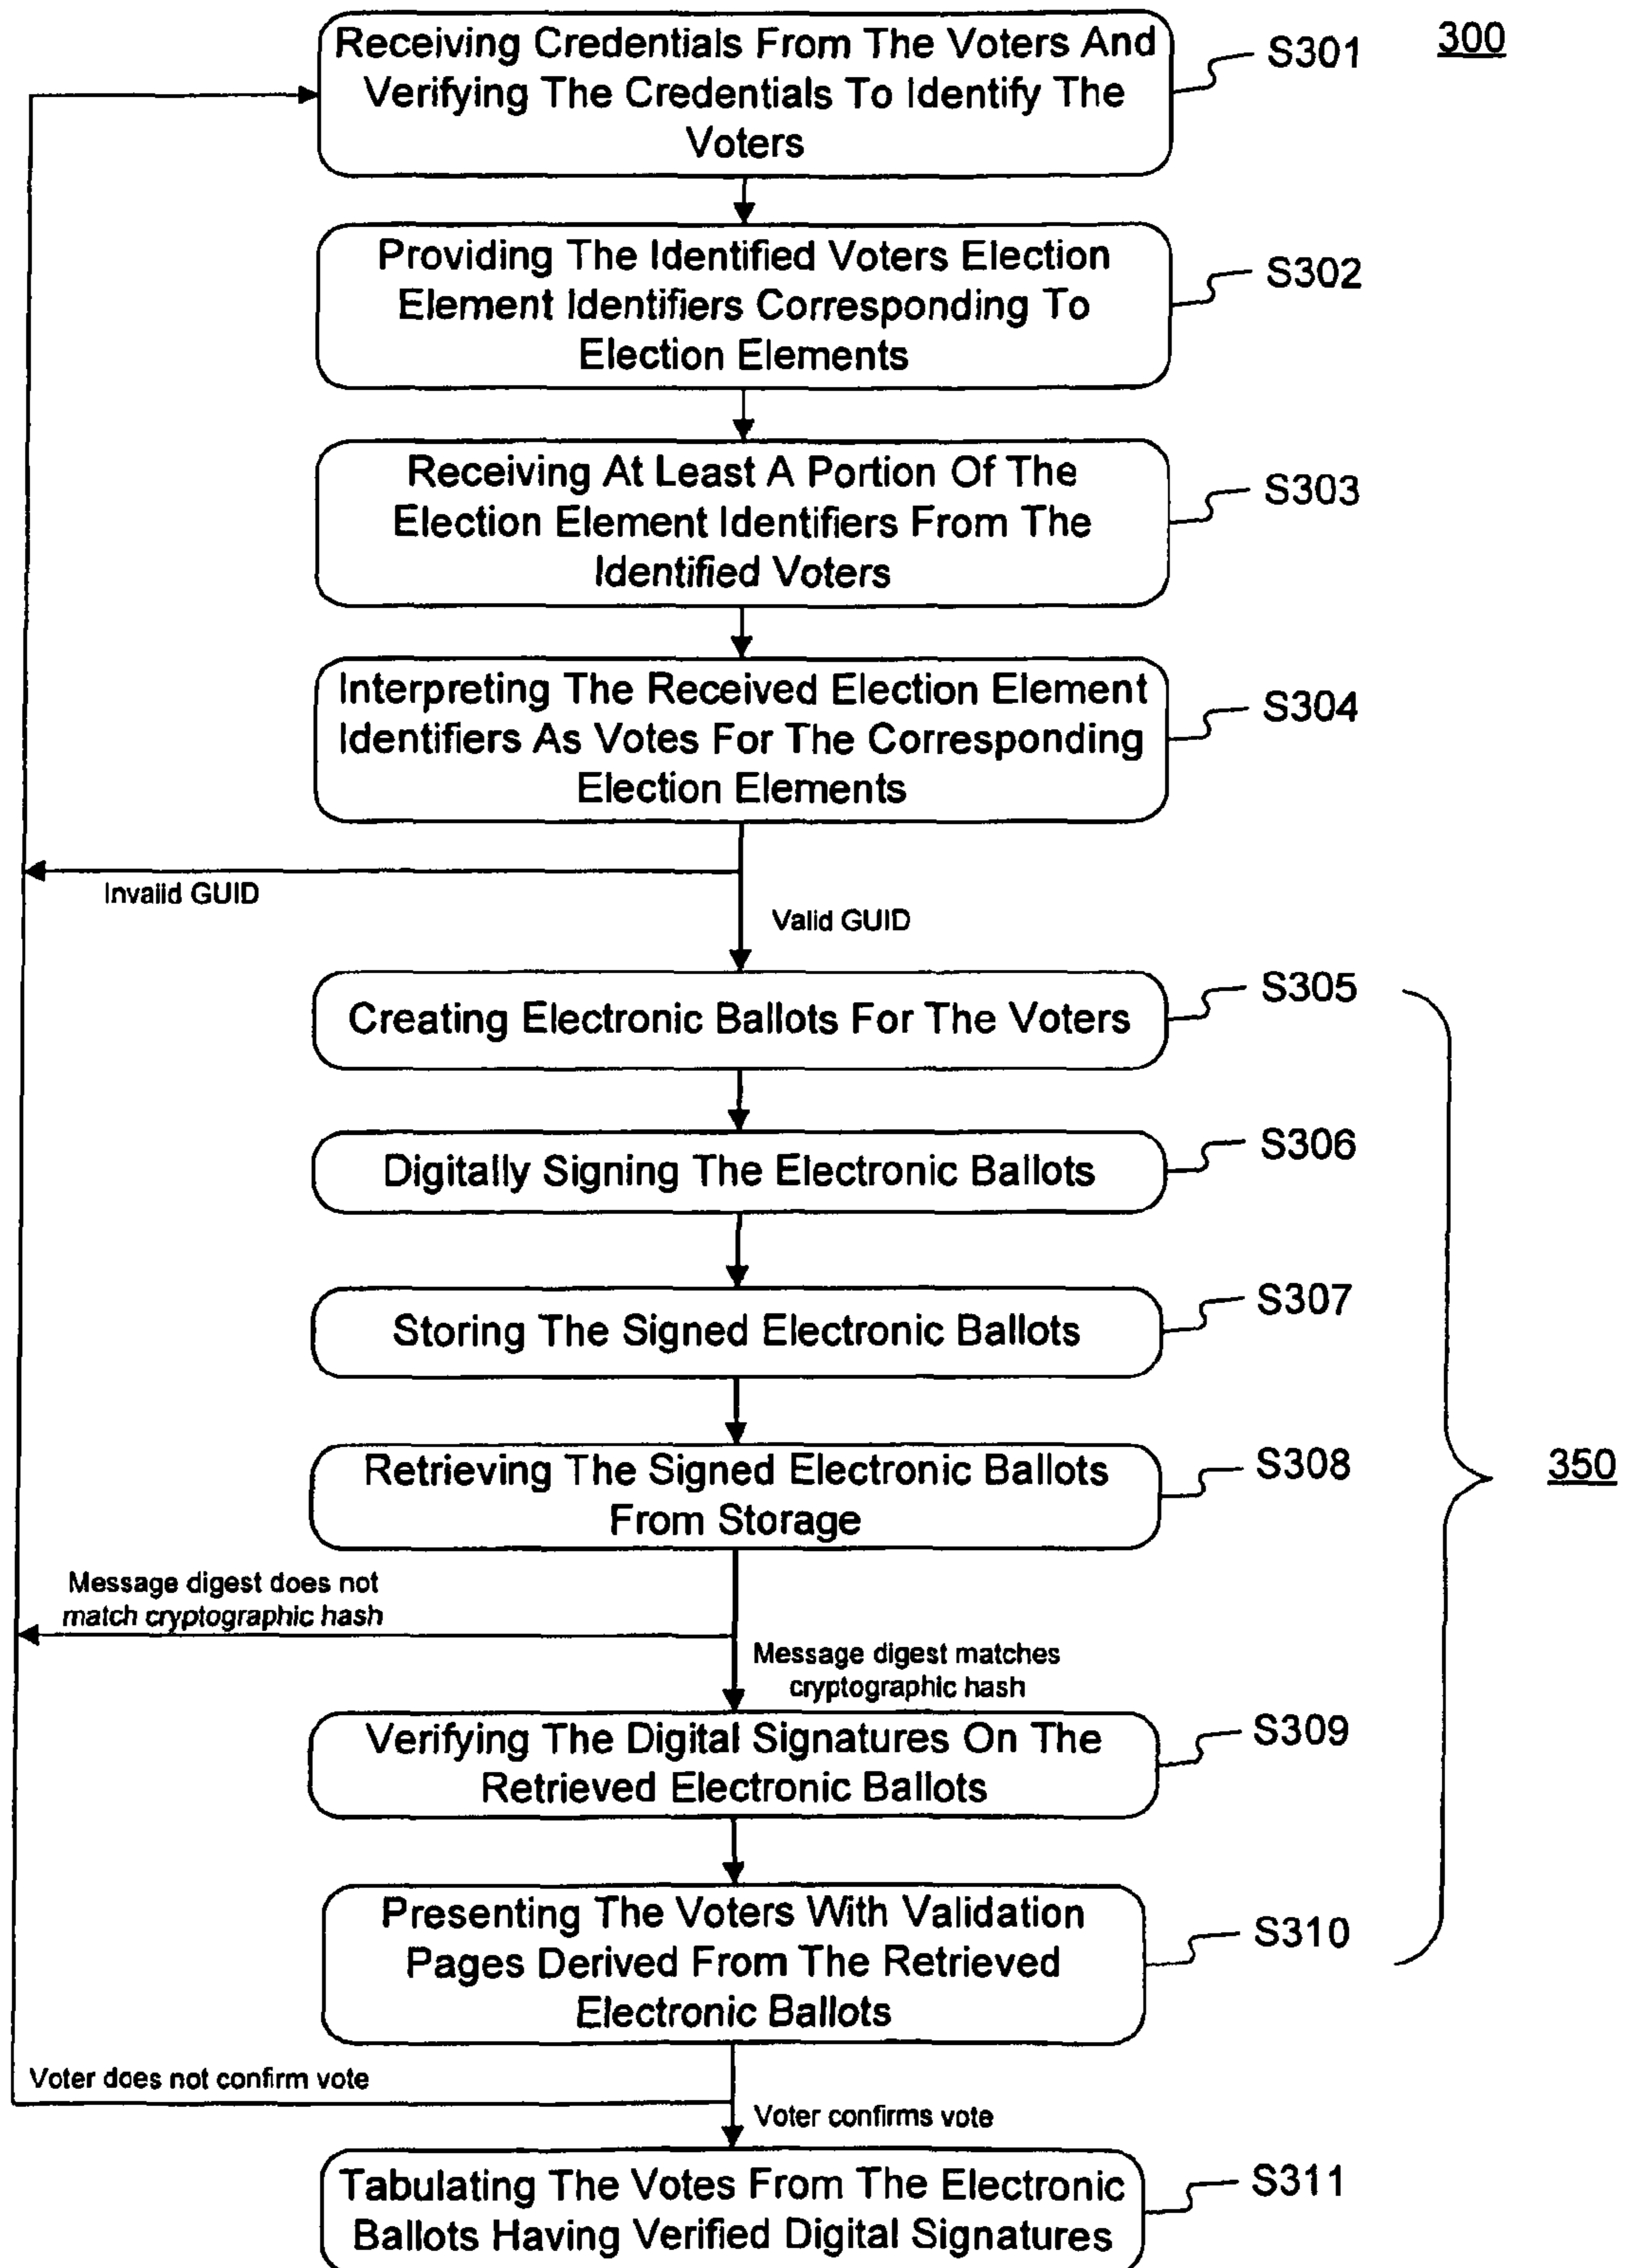 Receiving Credentials From The Voters And
Verifying The Credentials To Identify The
Voters
S301
300
Providing The Identified Voters Election
Element Identifiers Corresponding To
Election Elements
S302
Receiving At Least A Portion Of The
Election Element Identifiers From The
Identified Voters
S303
Interpreting The Received Election Element
Identifiers As Votes For The Corresponding
Election Elements
S304
Invalid GUID
Valid GUID
Creating Electronic Ballots For The Voters
S305
Digitally Signing The Electronic Ballots
S306
Storing The Signed Electronic Ballots
S307
Retrieving The Signed Electronic Ballots
From Storage
S308
350
Message digest does not
match cryptographic hash
Message digest matches
cryptographic hash
Verifying The Digital Signatures On The
Retrieved Electronic Ballots
S309
Presenting The Voters With Validation
Pages Derived From The Retrieved
Electronic Ballots
S310
Voter does not confirm vote
Voter confirms vote
Tabulating The Votes From The Electronic
Ballots Having Verified Digital Signatures
S311